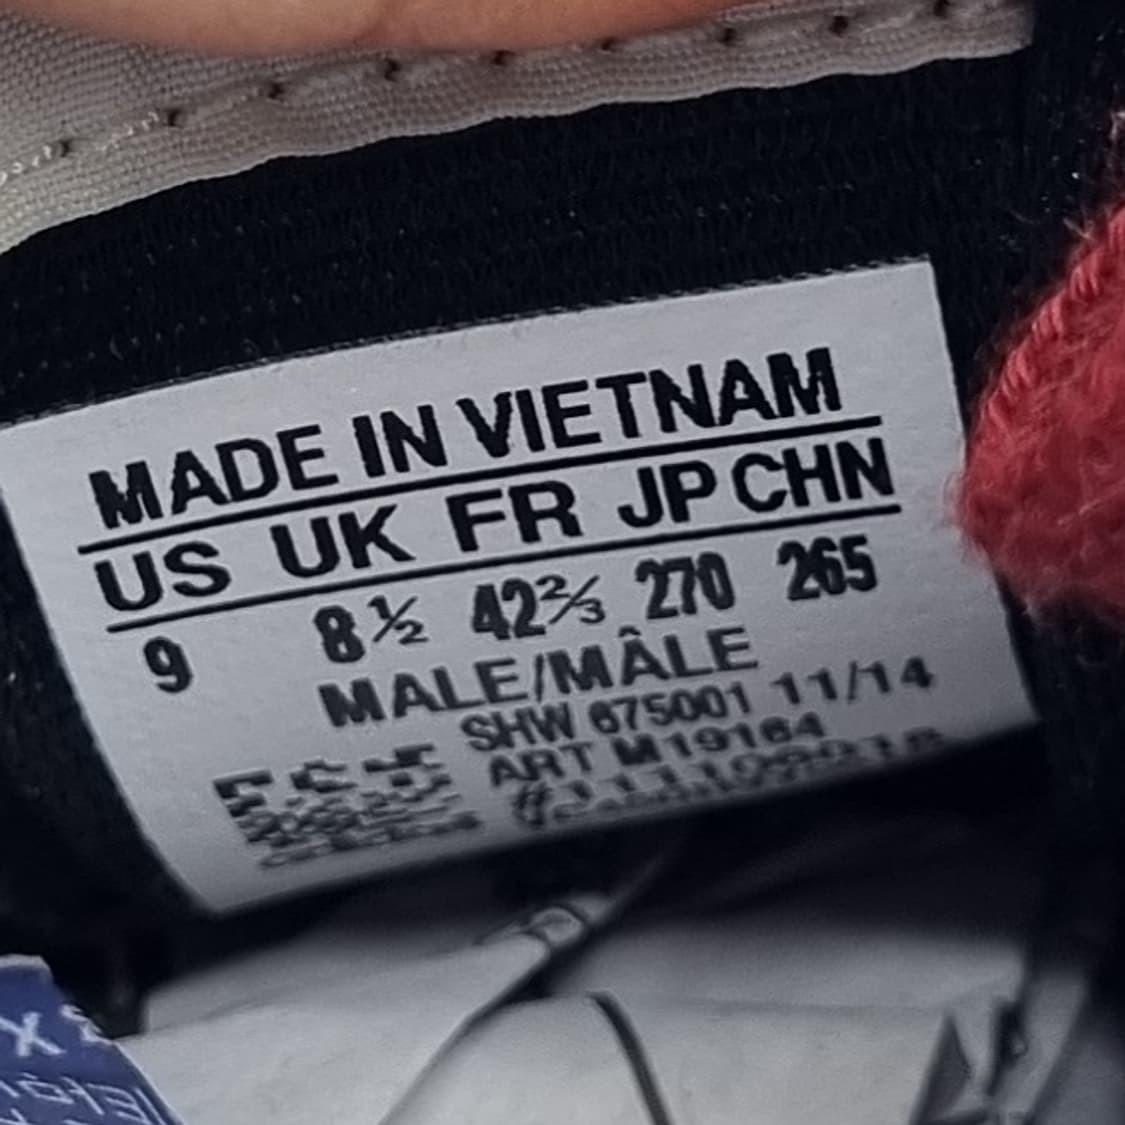 MADE IN VIETNAM
US UK FR JP CHN
9 8½ 42⅔ 270 265
MALE/MÂLE
SHW 675001 11/14
ART M19164